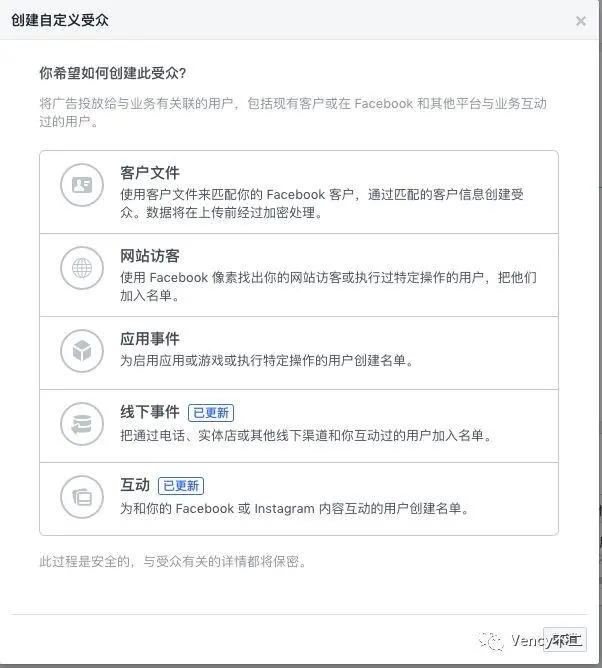 创建自定义受众
你希望如何创建此受众?
将广告投放给与业务有关联的用户，包括现有客户或在 Facebook 和其他平台与业务互动
过的用户。
客户文件
使用客户文件来匹配你的 Facebook 客户，通过匹配的客户信息创建受
众。数据将在上传前经过加密处理。
网站访客
使用 Facebook 像素找出你的网站访客或执行过特定操作的用户，把他们
加入名单。
应用事件
为启用应用或游戏或执行特定操作的用户创建名单。
线下事件 已更新
把通过电话、实体店或其他线下渠道和你互动过的用户加入名单。
互动 已更新
为和你的 Facebook 或 Instagram 内容互动的用户创建名单。
此过程是安全的，与受众有关的详情都将保密。
Vency